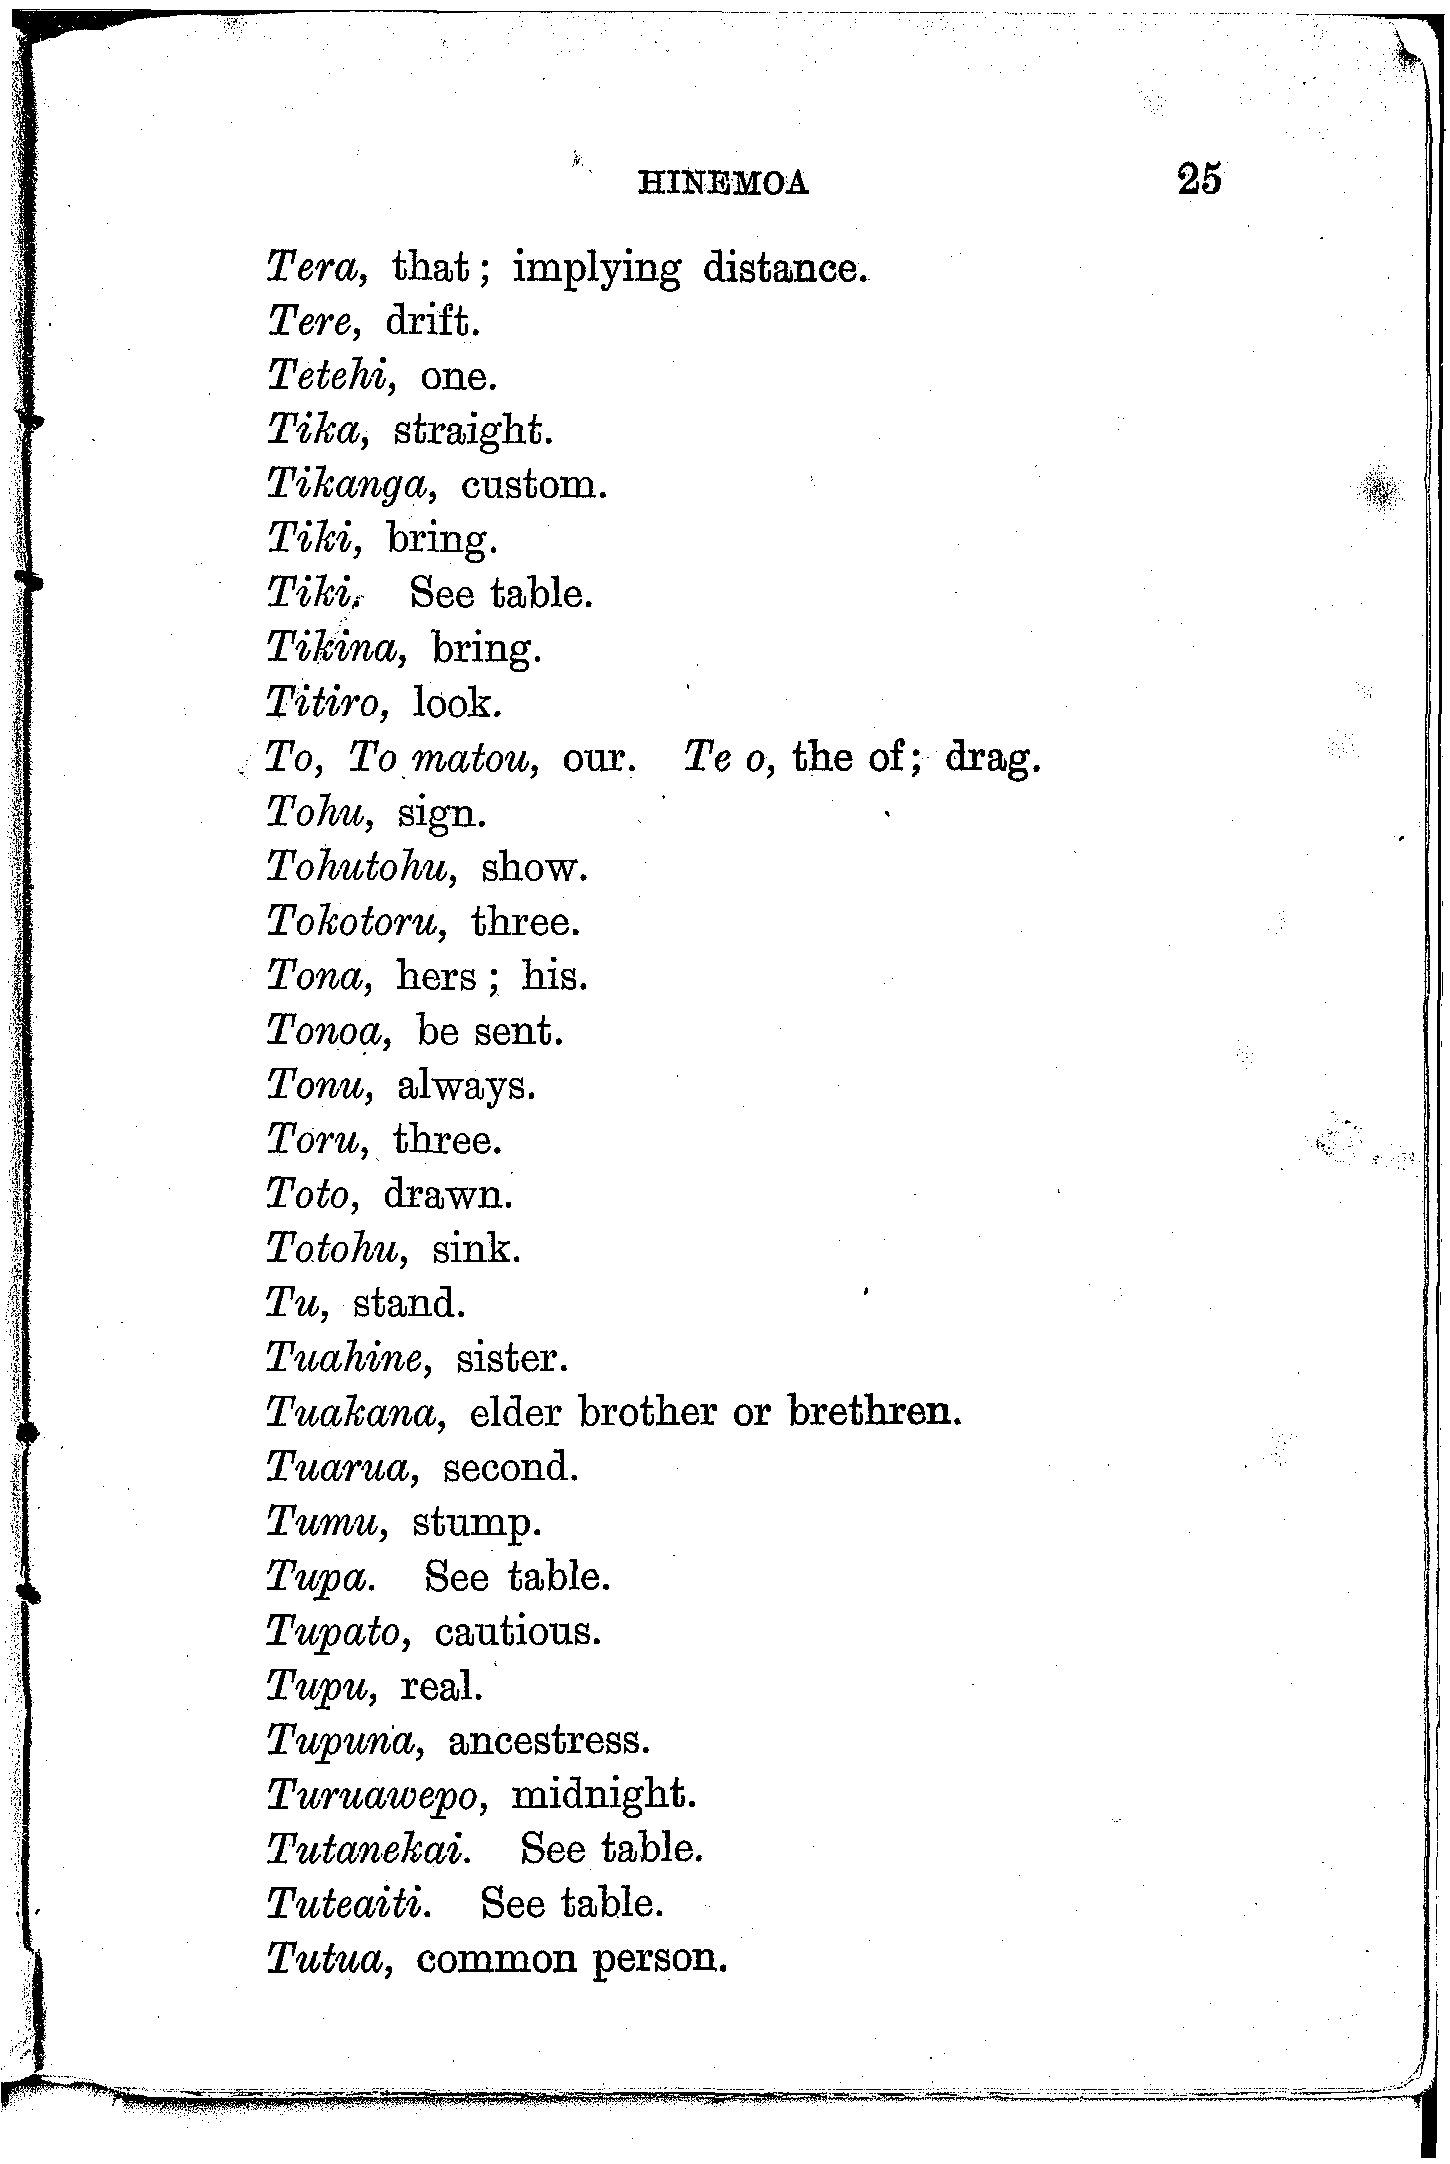 HINEMOA 25
Tera, that; implying distance.
Tere, drift.
Tetehi, one.
Tika, straight.
Tikanga, custom.
Tiki, bring.
Tiki. See table.
Tikina, bring.
Titiro, look.
To, To matou, our. Te o, the of; drag.
Tohu, sign.
Tohutohu, show.
Tokotoru, three.
Tona, hers; his.
Tonoa, be sent.
Tonu, always.
Toru, three.
Toto, drawn.
Totohu, sink.
Tu, stand.
Tuahine, sister.
Tuakana, elder brother or brethren.
Tuarua, second.
Tumu, stump.
Tupa. See table.
Tupato, cautious.
Tupu, real.
Tupuna, ancestress.
Turuawepo, midnight.
Tutanekai. See table.
Tuteaiti. See table.
Tutua, common person.